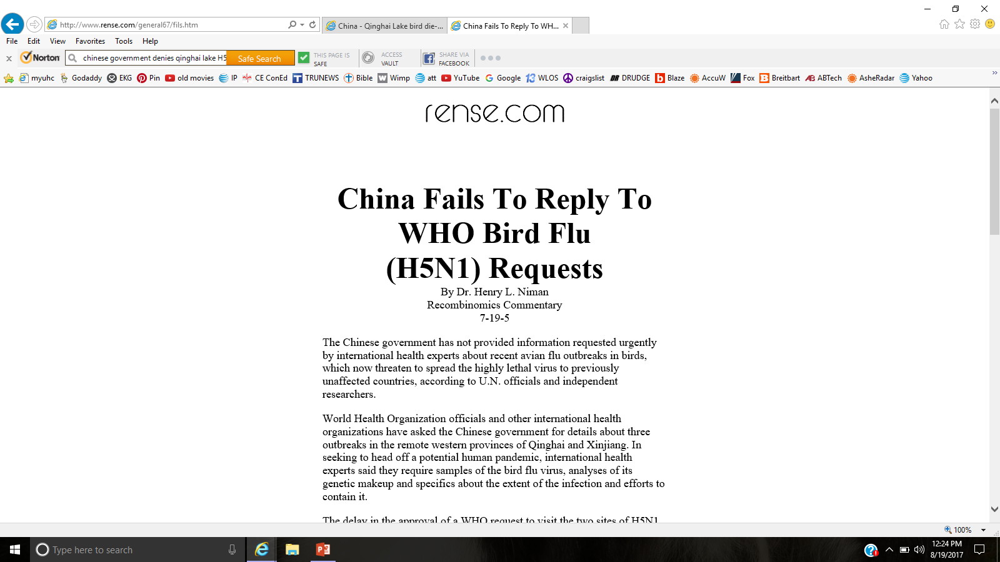 http://www.rense.com/general67/fils.htm
China - Qinghai Lake bird die-...
China Fails To Reply To WH...
File Edit View Favorites Tools Help
x Norton chinese government denies qinghai lake H5 Safe Search THIS PAGE IS SAFE ACCESS VAULT SHARE VIA FACEBOOK
myuhc Godaddy EKG Pin old movies IP CE ConEd TRUNEWS Bible Wimp att YuTube Google WLOS craigslist DRUDGE Blaze AccuW Fox Breitbart ABTech AsheRadar Yahoo
rense.com
China Fails To Reply To
WHO Bird Flu
(H5N1) Requests
By Dr. Henry L. Niman
Recombinomics Commentary
7-19-5
The Chinese government has not provided information requested urgently
by international health experts about recent avian flu outbreaks in birds,
which now threaten to spread the highly lethal virus to previously
unaffected countries, according to U.N. officials and independent
researchers.
World Health Organization officials and other international health
organizations have asked the Chinese government for details about three
outbreaks in the remote western provinces of Qinghai and Xinjiang. In
seeking to head off a potential human pandemic, international health
experts said they require samples of the bird flu virus, analyses of its
genetic makeup and specifics about the extent of the infection and efforts to
contain it.
The delay in the approval of a WHO request to visit the two sites of H5N1
100%
Type here to search
12:24 PM
8/19/2017